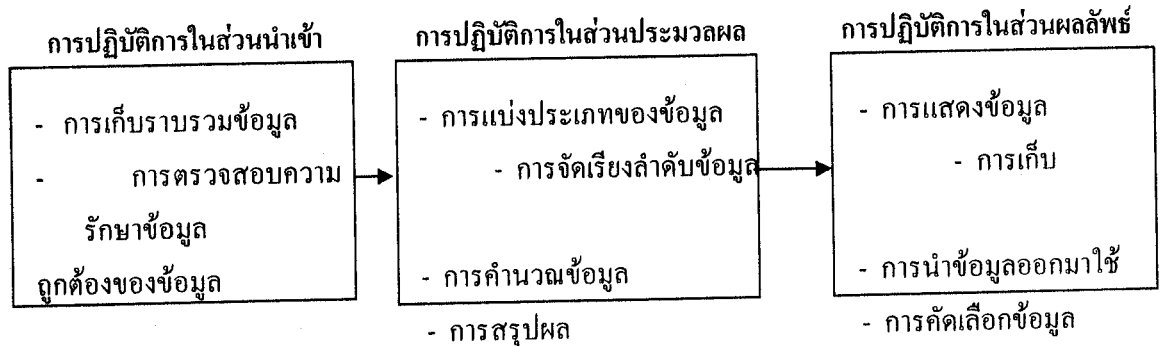 การปฏิบัติการในส่วนนำเข้า
- การเก็บราบรวมข้อมูล
- การตรวจสอบความ
รักษาข้อมูล
ถูกต้องของข้อมูล
การปฏิบัติการในส่วนประมวลผล
- การแบ่งประเภทของข้อมูล
- การจัดเรียงลำดับข้อมูล
- การคำนวณข้อมูล
- การสรุปผล
การปฏิบัติการในส่วนผลลัพธ์
- การแสดงข้อมูล
- การเก็บ
- การนำข้อมูลออกมาใช้
- การคัดเลือกข้อมูล